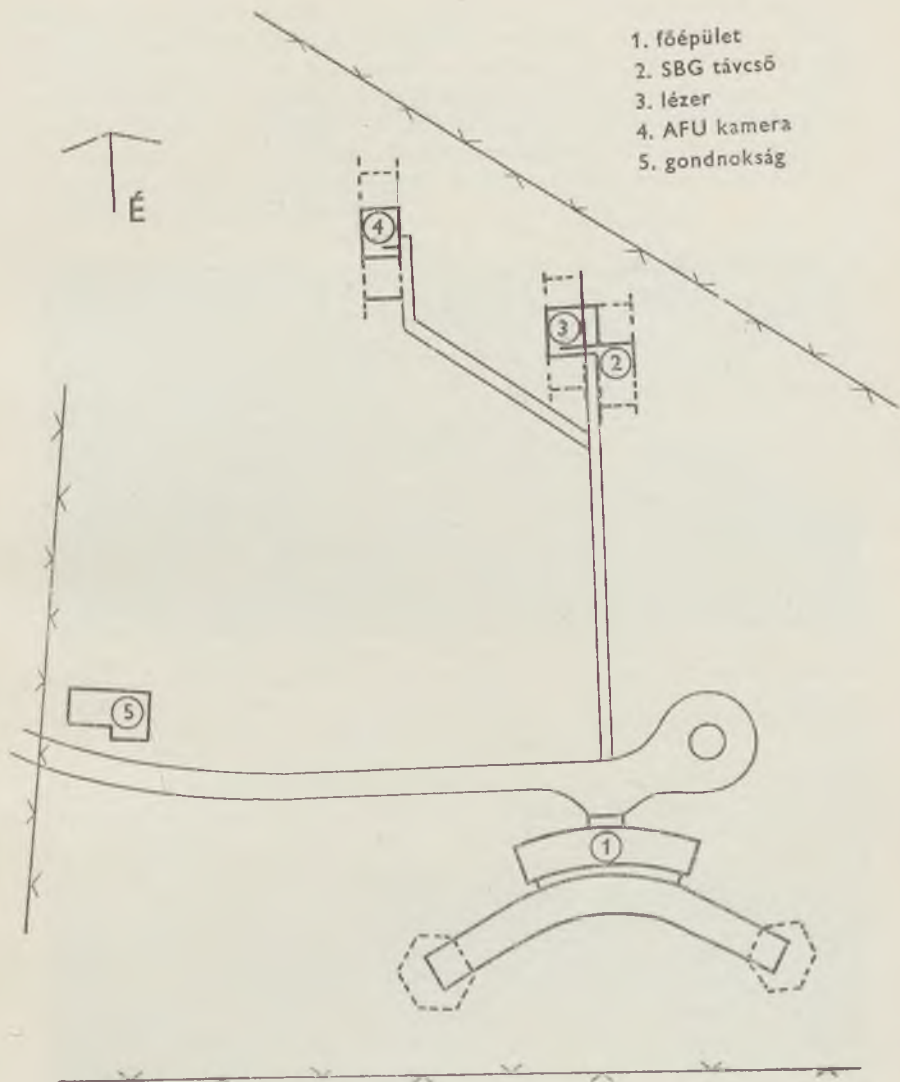 1. főépület
2. SBG távcső
3. lézer
4. AFU kamera
5. gondnokság
É
4
3
2
5
1